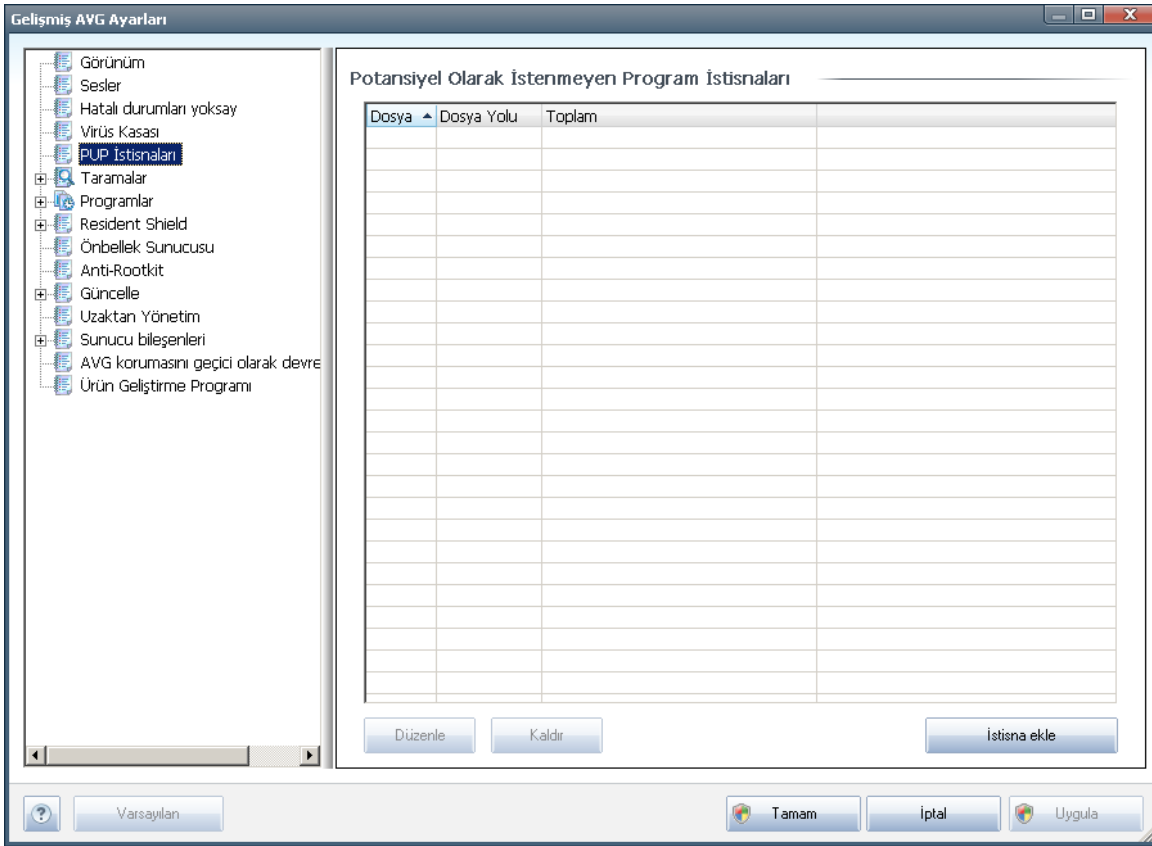 Gelişmiş AVG Ayarları
Görünüm
Sesler
Hatalı durumları yoksay
Virüs Kasası
PUP İstisnaları
Taramalar
Programlar
Resident Shield
Önbellek Sunucusu
Anti-Rootkit
Güncelle
Uzaktan Yönetim
Sunucu bileşenleri
AVG korumasını geçici olarak devre
Ürün Geliştirme Programı
Potansiyel Olarak İstenmeyen Program İstisnaları
Dosya Dosya Yolu Toplam
Düzenle Kaldır İstisna ekle
? Varsayılan Tamam İptal Uygula